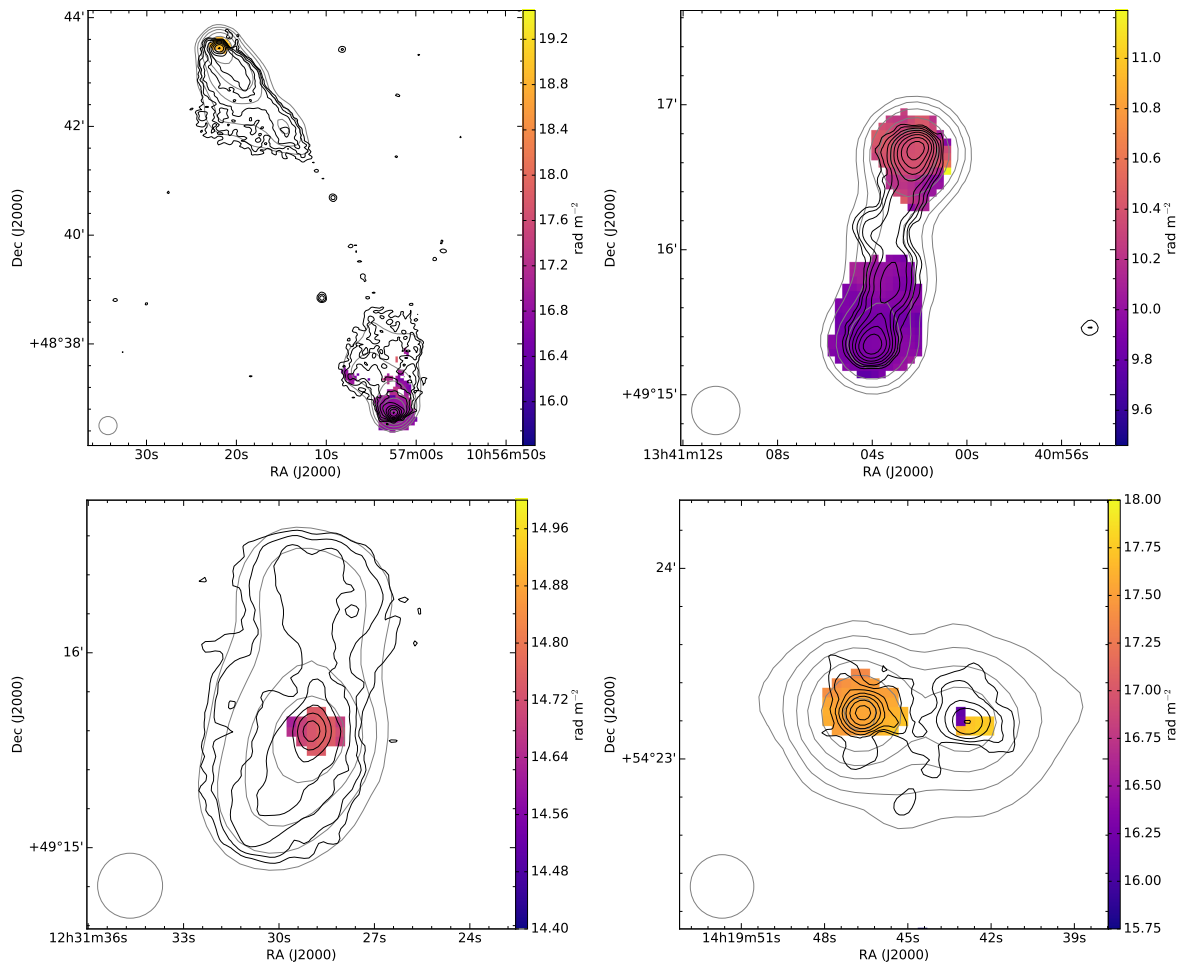 44'
42'
40'
+48°38'
Dec (J2000)
30s 20s 10s 57m00s 10h56m50s
RA (J2000)
19.2
18.8
18.4
18.0
17.6
17.2
16.8
16.4
16.0
rad m⁻²
17'
16'
+49°15'
Dec (J2000)
13h41m12s 08s 04s 00s 40m56s
RA (J2000)
11.0
10.8
10.6
10.4
10.2
10.0
9.8
9.6
rad m⁻²
16'
+49°15'
Dec (J2000)
12h31m36s 33s 30s 27s 24s
RA (J2000)
14.96
14.88
14.80
14.72
14.64
14.56
14.48
14.40
rad m⁻²
24'
+54°23'
Dec (J2000)
14h19m51s 48s 45s 42s 39s
RA (J2000)
18.00
17.75
17.50
17.25
17.00
16.75
16.50
16.25
16.00
15.75
rad m⁻²